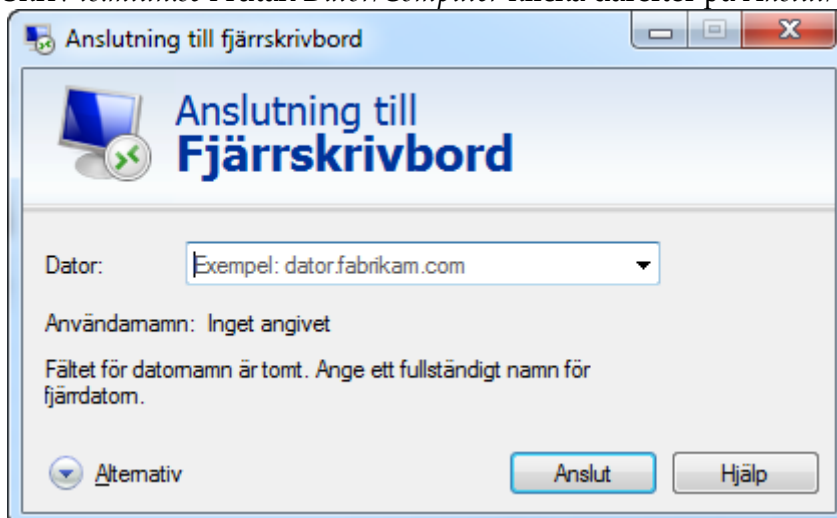 Anslutning till fjärrskrivbord
Anslutning till
Fjärrskrivbord
Dator:
Exempel: dator.fabrikam.com
Användarnamn: Inget angivet
Fältet för datornamn är tomt. Ange ett fullständigt namn för
fjärrdatorn.
Alternativ
Anslut
Hjälp